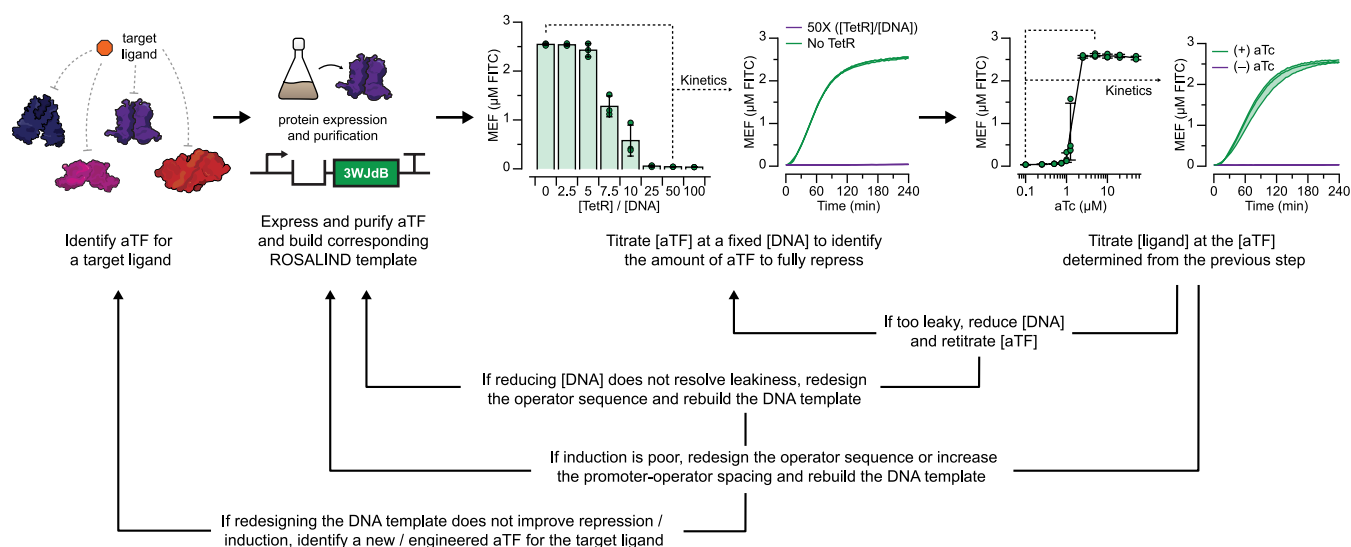 target
ligand
protein expression
and purification
3WJdB
Identify aTF for
a target ligand
Express and purify aTF
and build corresponding
ROSALIND template
MEF (µM FITC)
3
2
1
0
0 2.5 5 7.5 10 25 50 100
[TetR] / [DNA]
Kinetics
50X ([TetR]/[DNA])
No TetR
MEF (µM FITC)
3
2
1
0
0 60 120 180 240
Time (min)
Titrate [aTF] at a fixed [DNA] to identify
the amount of aTF to fully repress
MEF (µM FITC)
3
2
1
0
0.1 1 10
aTc (µM)
Kinetics
(+) aTc
(–) aTc
MEF (µM FITC)
3
2
1
0
0 60 120 180 240
Time (min)
Titrate [ligand] at the [aTF]
determined from the previous step
If too leaky, reduce [DNA]
and retitrate [aTF]
If reducing [DNA] does not resolve leakiness, redesign
the operator sequence and rebuild the DNA template
If induction is poor, redesign the operator sequence or increase
the promoter-operator spacing and rebuild the DNA template
If redesigning the DNA template does not improve repression /
induction, identify a new / engineered aTF for the target ligand